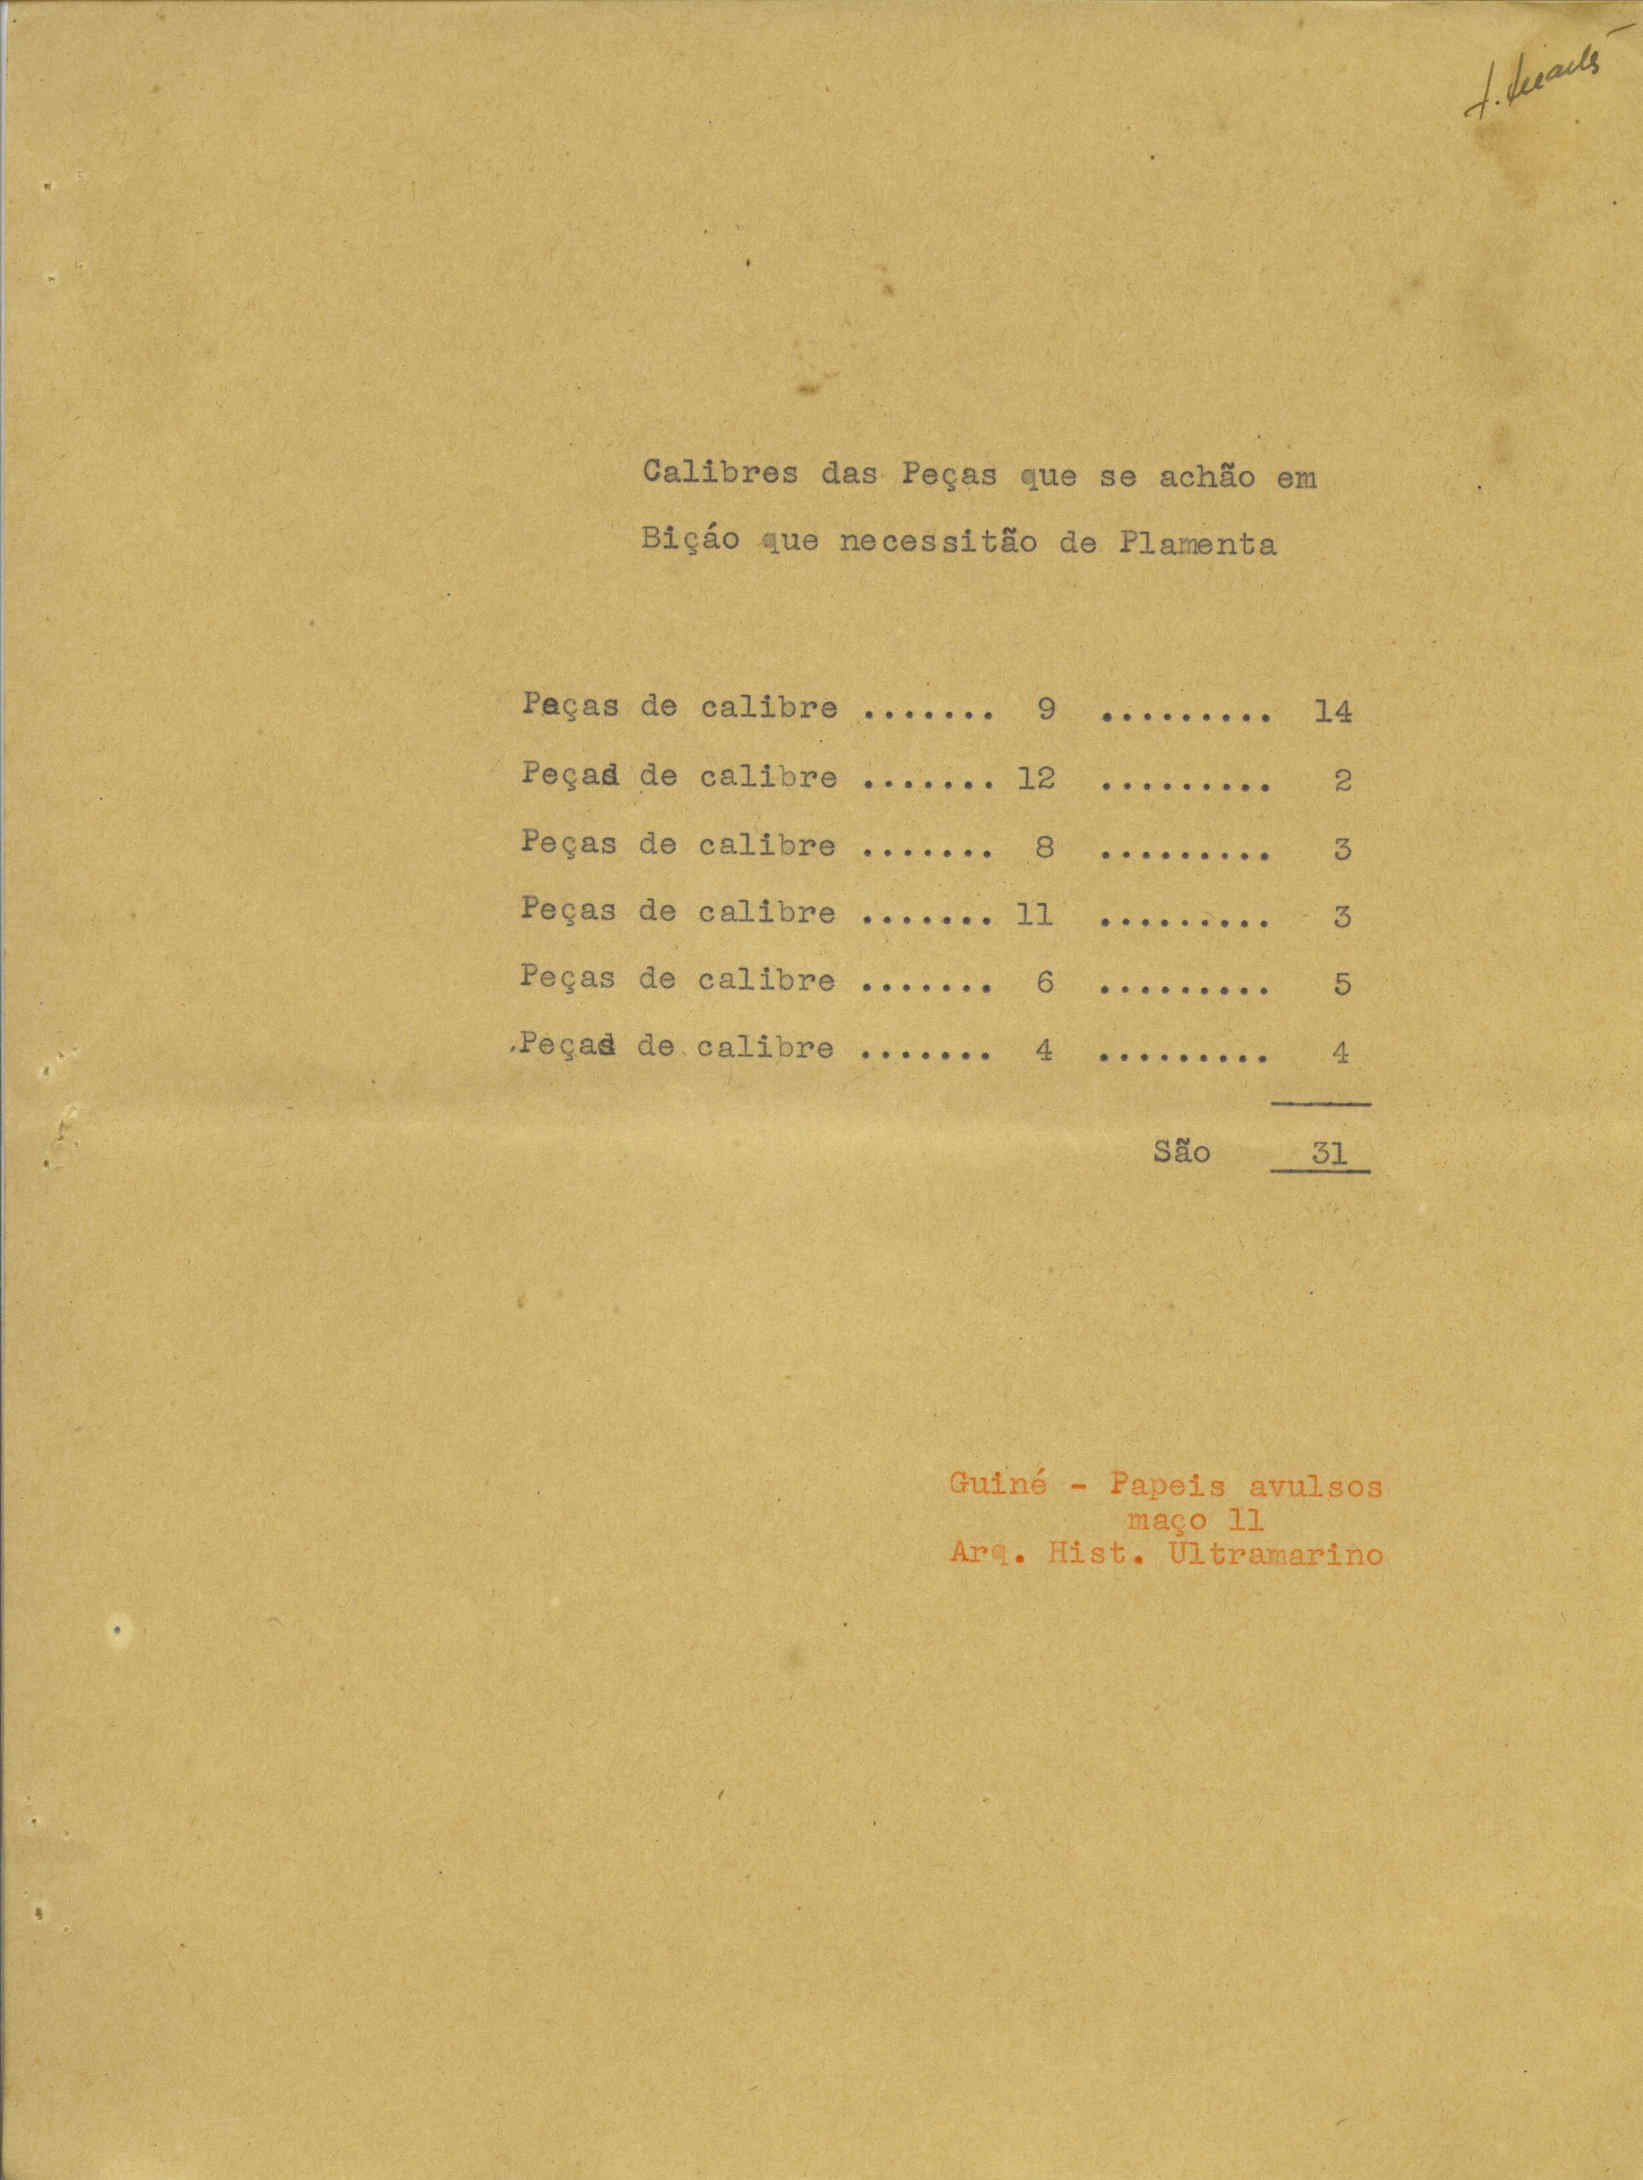 Calibres das Peças que se achão em
Biçáo que necessitão de Plamenta
Peças de calibre ....... 9 ......... 14
Peças de calibre ....... 12 ......... 2
Peças de calibre ....... 8 ......... 3
Peças de calibre ....... 11 ......... 3
Peças de calibre ....... 6 ......... 5
Peças de calibre ....... 4 ......... 4
São 31
Guiné - Papeis avulsos
maço 11
Arq. Hist. Ultramarino